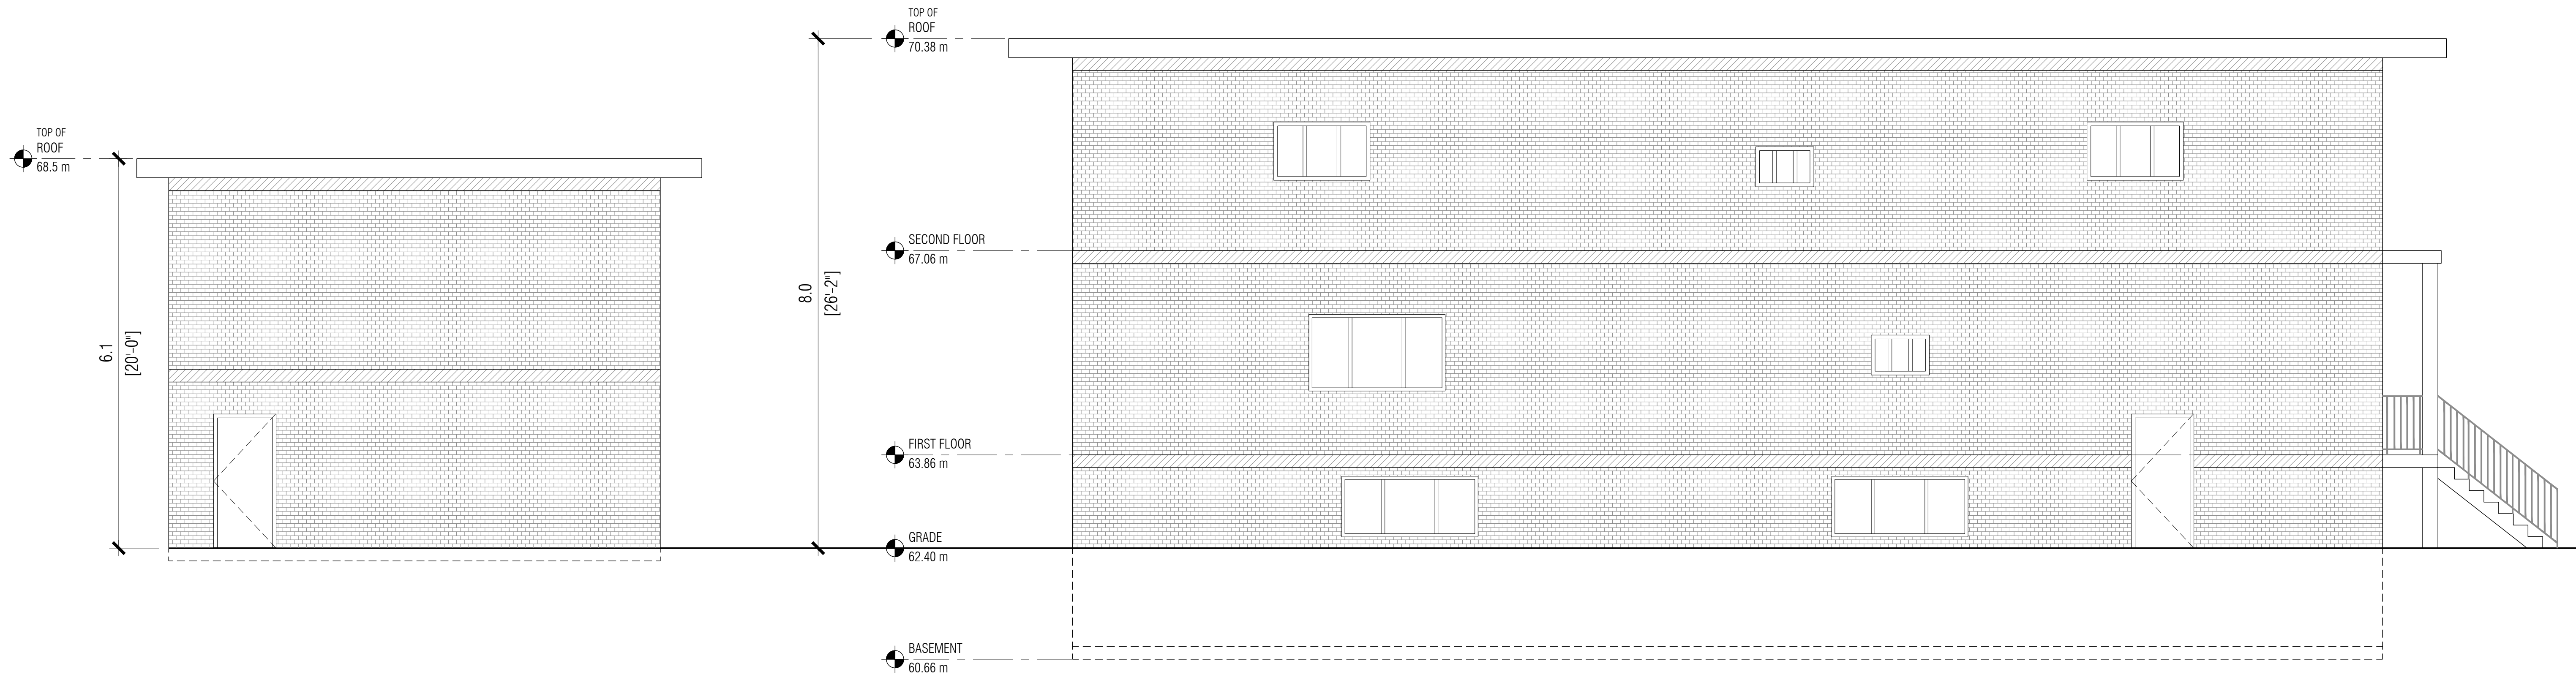 TOP OF
ROOF
68.5 m
6.1
[20'-0"]
8.0
[26'-2"]
TOP OF
ROOF
70.38 m
SECOND FLOOR
67.06 m
FIRST FLOOR
63.86 m
GRADE
62.40 m
BASEMENT
60.66 m